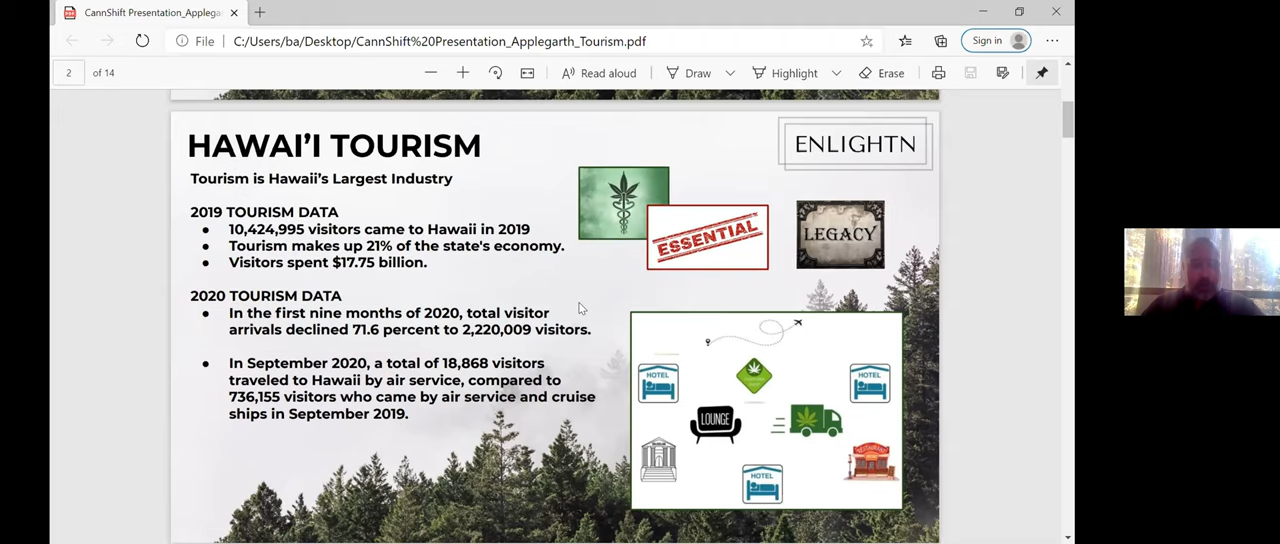 CannShift Presentation_Applega
File
C:/Users/ba/Desktop/CannShift%20Presentation_Applegarth_Tourism.pdf
Sign in
2 of 14
A Read aloud
Draw
Highlight
Erase
HAWAI'I TOURISM
ENLIGHTN
Tourism is Hawaii's Largest Industry
2019 TOURISM DATA
● 10,424,995 visitors came to Hawaii in 2019
● Tourism makes up 21% of the state's economy.
● Visitors spent $17.75 billion.
ESSENTIAL
LEGACY
2020 TOURISM DATA
● In the first nine months of 2020, total visitor
arrivals declined 71.6 percent to 2,220,009 visitors.
● In September 2020, a total of 18,868 visitors
traveled to Hawaii by air service, compared to
736,155 visitors who came by air service and cruise
ships in September 2019.
HOTEL
HOTEL
LOUNGE
RESTAURANT
HOTEL